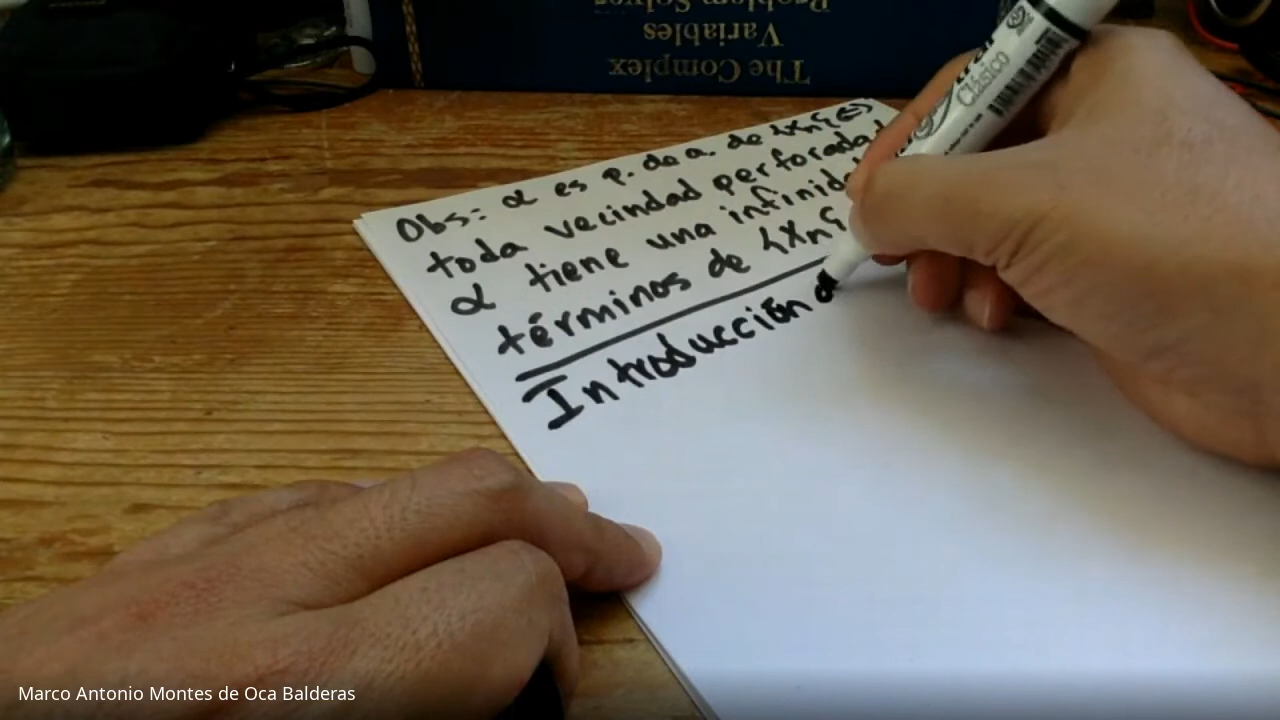 The Complex
Variables
Problem Solver
Clásico
Obs: α es p. de a. de {xn} (⇔)
toda vecindad perforada
α tiene una infinidad
términos de {xn}
Introducción d
Marco Antonio Montes de Oca Balderas